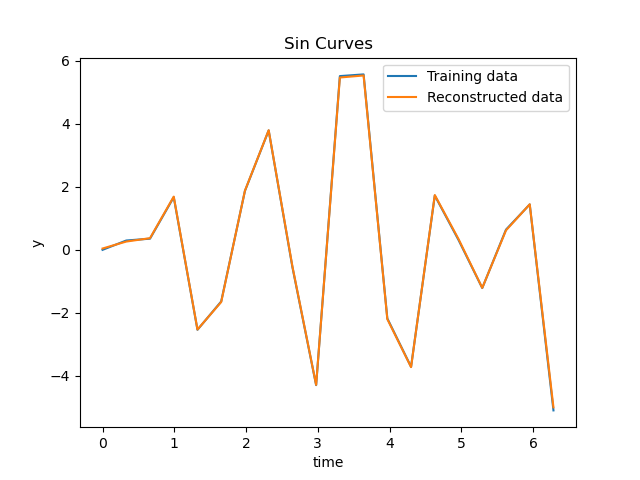 Sin Curves
Training data
Reconstructed data
6
4
2
0
−2
−4
y
0 1 2 3 4 5 6
time